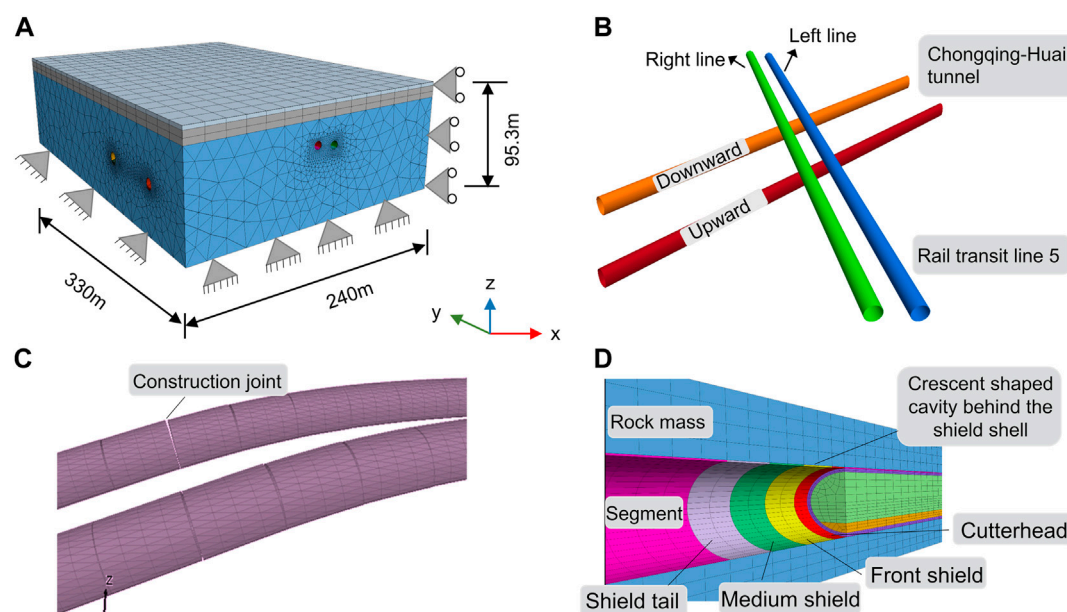 A
95.3m
330m
240m
z
y
x
B
Right line
Left line
Chongqing-Huai
tunnel
Downward
Upward
Rail transit line 5
C
Construction joint
z
D
Rock mass
Crescent shaped
cavity behind the
shield shell
Segment
Cutterhead
Front shield
Shield tail
Medium shield